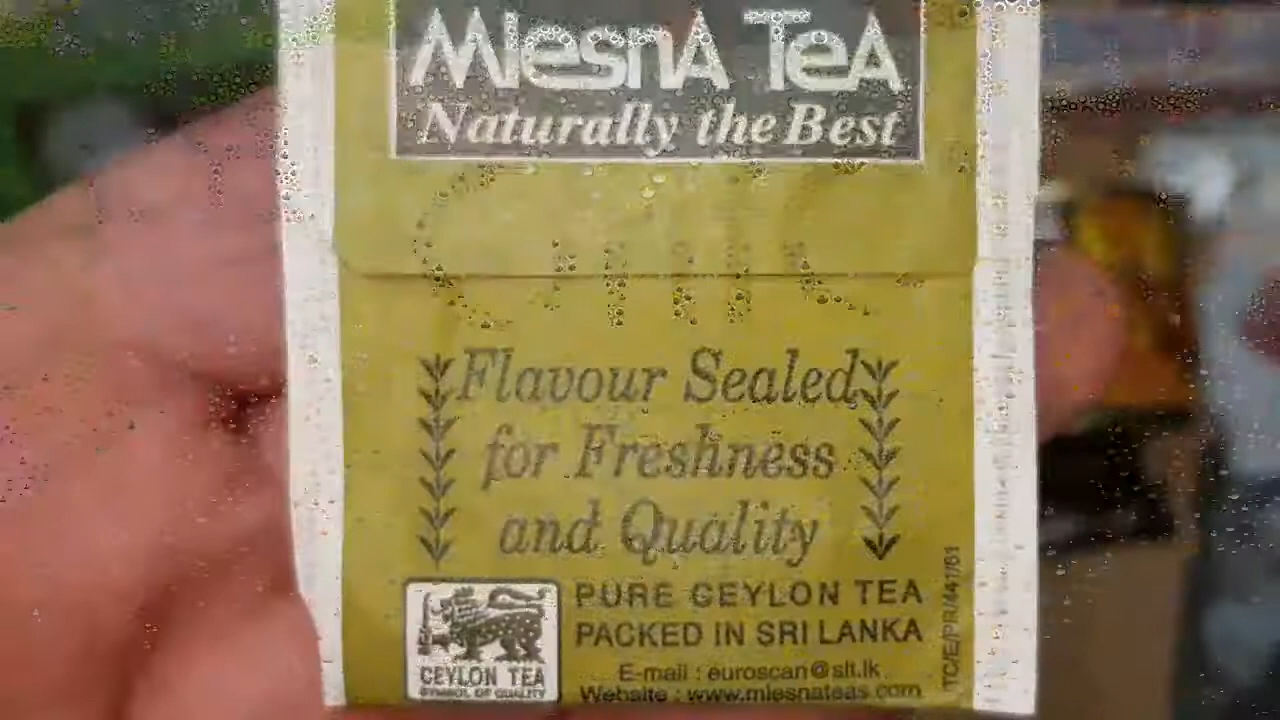 MlesnA TeA
Naturally the Best
Flavour Sealed
for Freshness
and Quality
PURE CEYLON TEA
PACKED IN SRI LANKA
E-mail : euroscan@slt.lk
Website : www.mlesnateas.com
CEYLON TEA
SYMBOL OF QUALITY
TC/E/PR/441/61